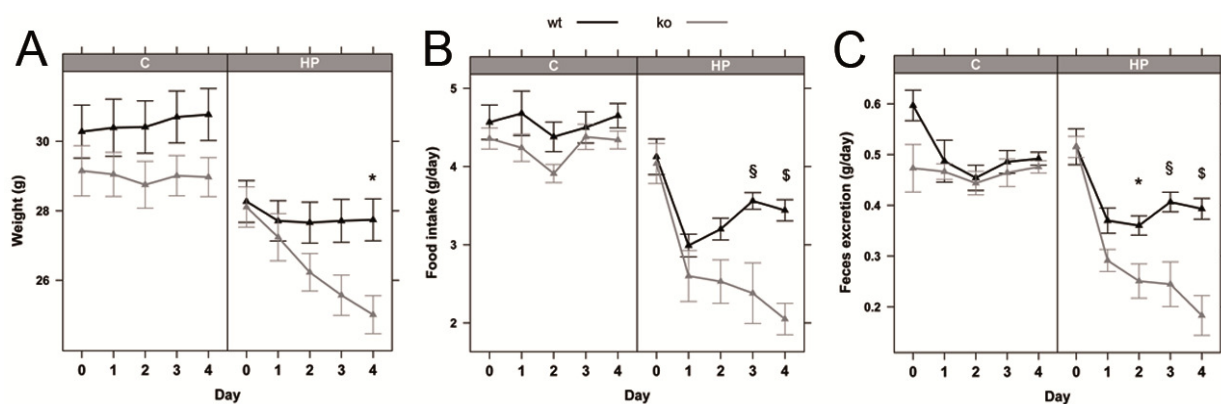 wt ko
A
C HP
Weight (g)
30
28
26
*
0 1 2 3 4 0 1 2 3 4
Day
B
C HP
Food intake (g/day)
5
4
3
2
§ $
0 1 2 3 4 0 1 2 3 4
Day
C
C HP
Feces excretion (g/day)
0.6
0.5
0.4
0.3
0.2
* § $
0 1 2 3 4 0 1 2 3 4
Day